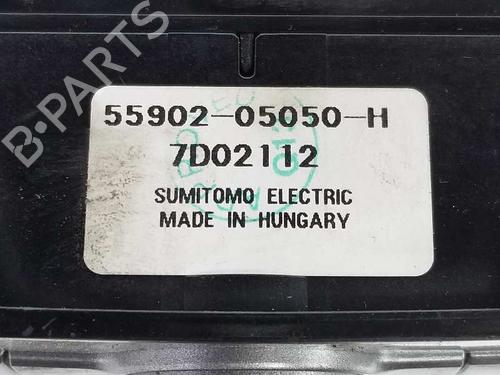 B-PARTS
55902-05050-H
7D02112
SUMITOMO ELECTRIC
MADE IN HUNGARY